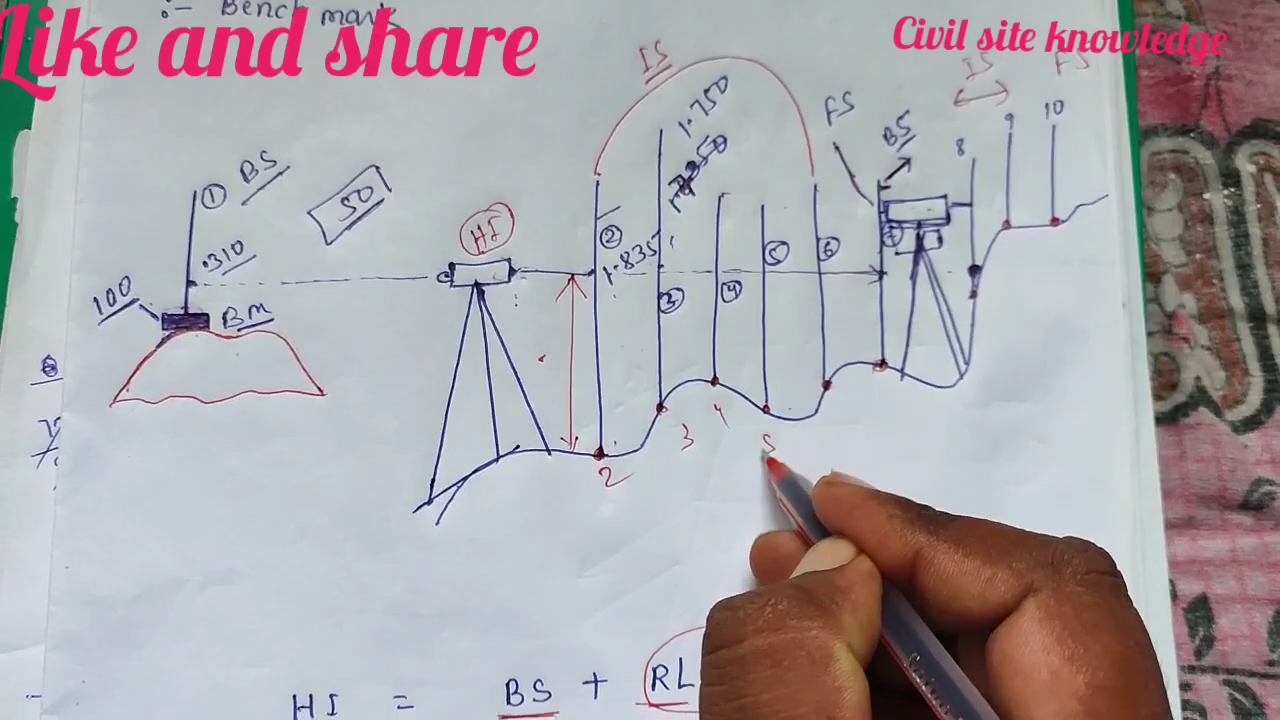 :- Bench mark
Like and share
Civil site knowledge
IS
IS
FS
1.750
FS
BS
8
9
10
1 BS
50
HI
.310
2
1.835
3
4
5
6
7
100
BM
2
3
4
5
HI = BS + RL